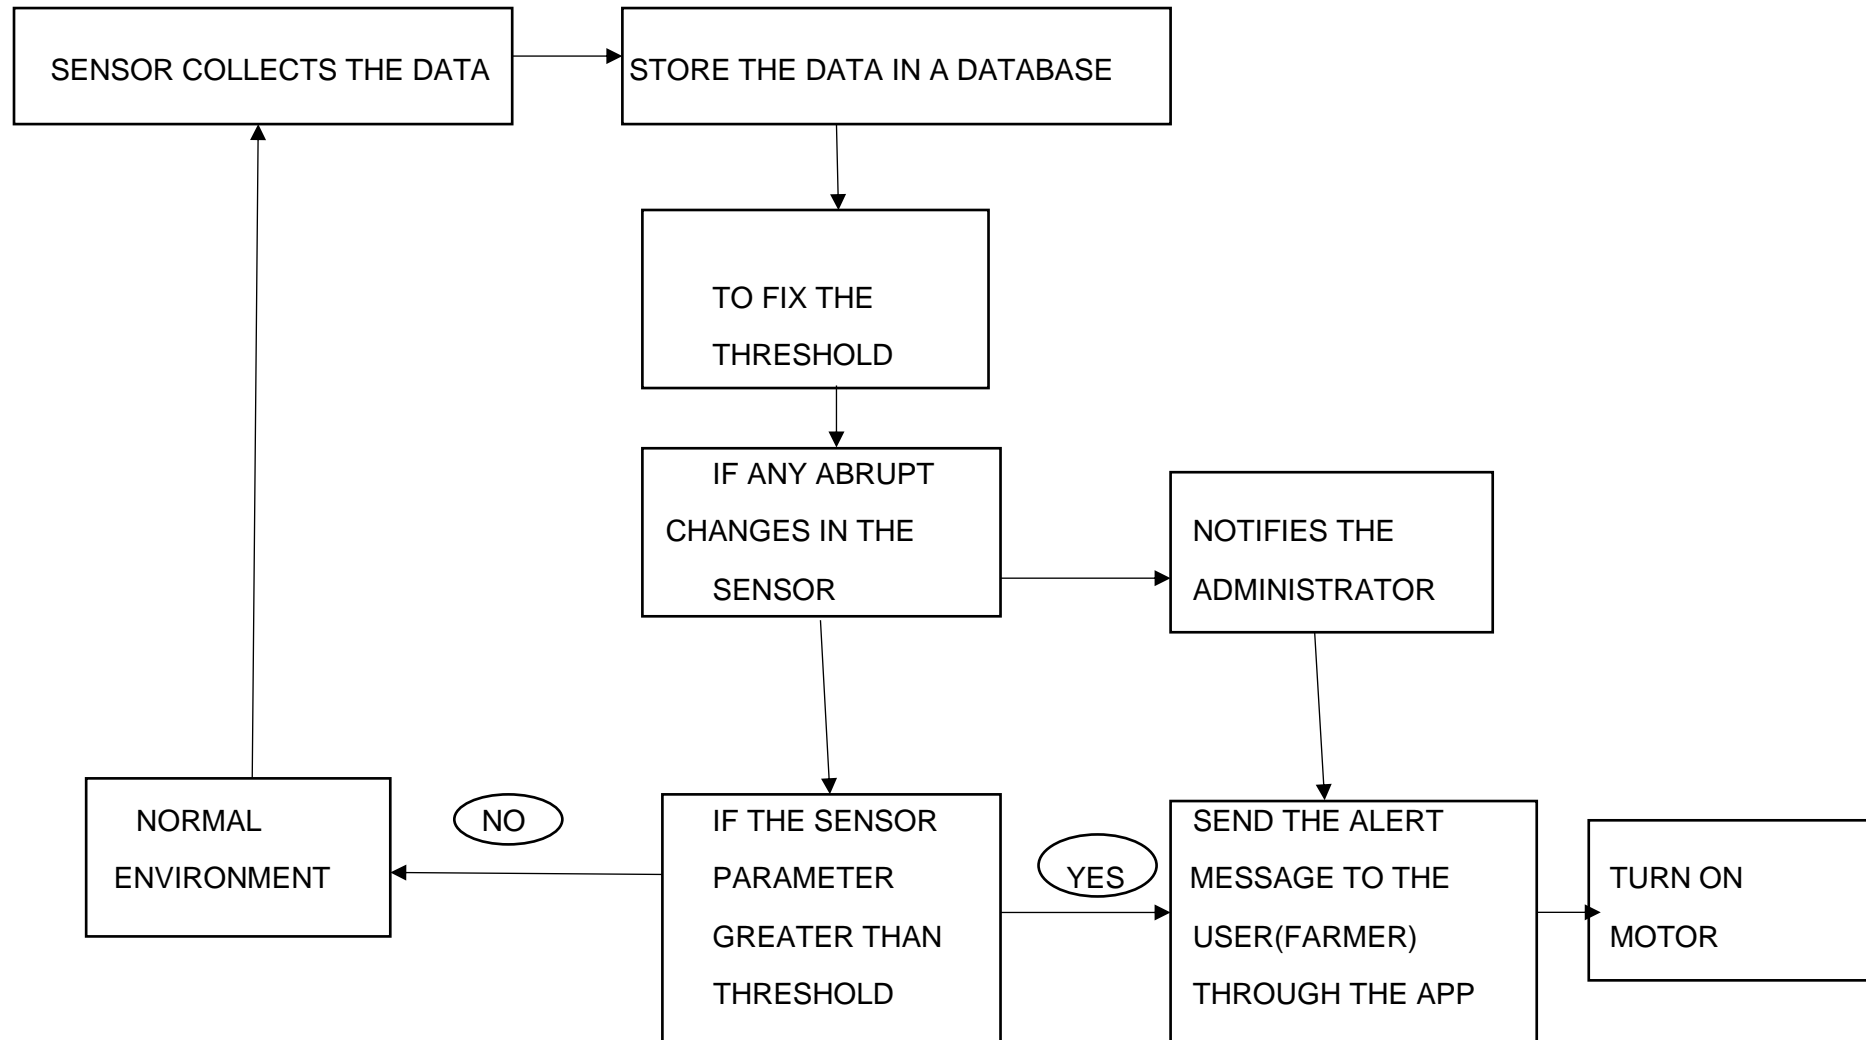 SENSOR COLLECTS THE DATA
STORE THE DATA IN A DATABASE
TO FIX THE
THRESHOLD
IF ANY ABRUPT
CHANGES IN THE
SENSOR
NOTIFIES THE
ADMINISTRATOR
NORMAL
ENVIRONMENT
NO
IF THE SENSOR
PARAMETER
GREATER THAN
THRESHOLD
YES
SEND THE ALERT
MESSAGE TO THE
USER(FARMER)
THROUGH THE APP
TURN ON
MOTOR